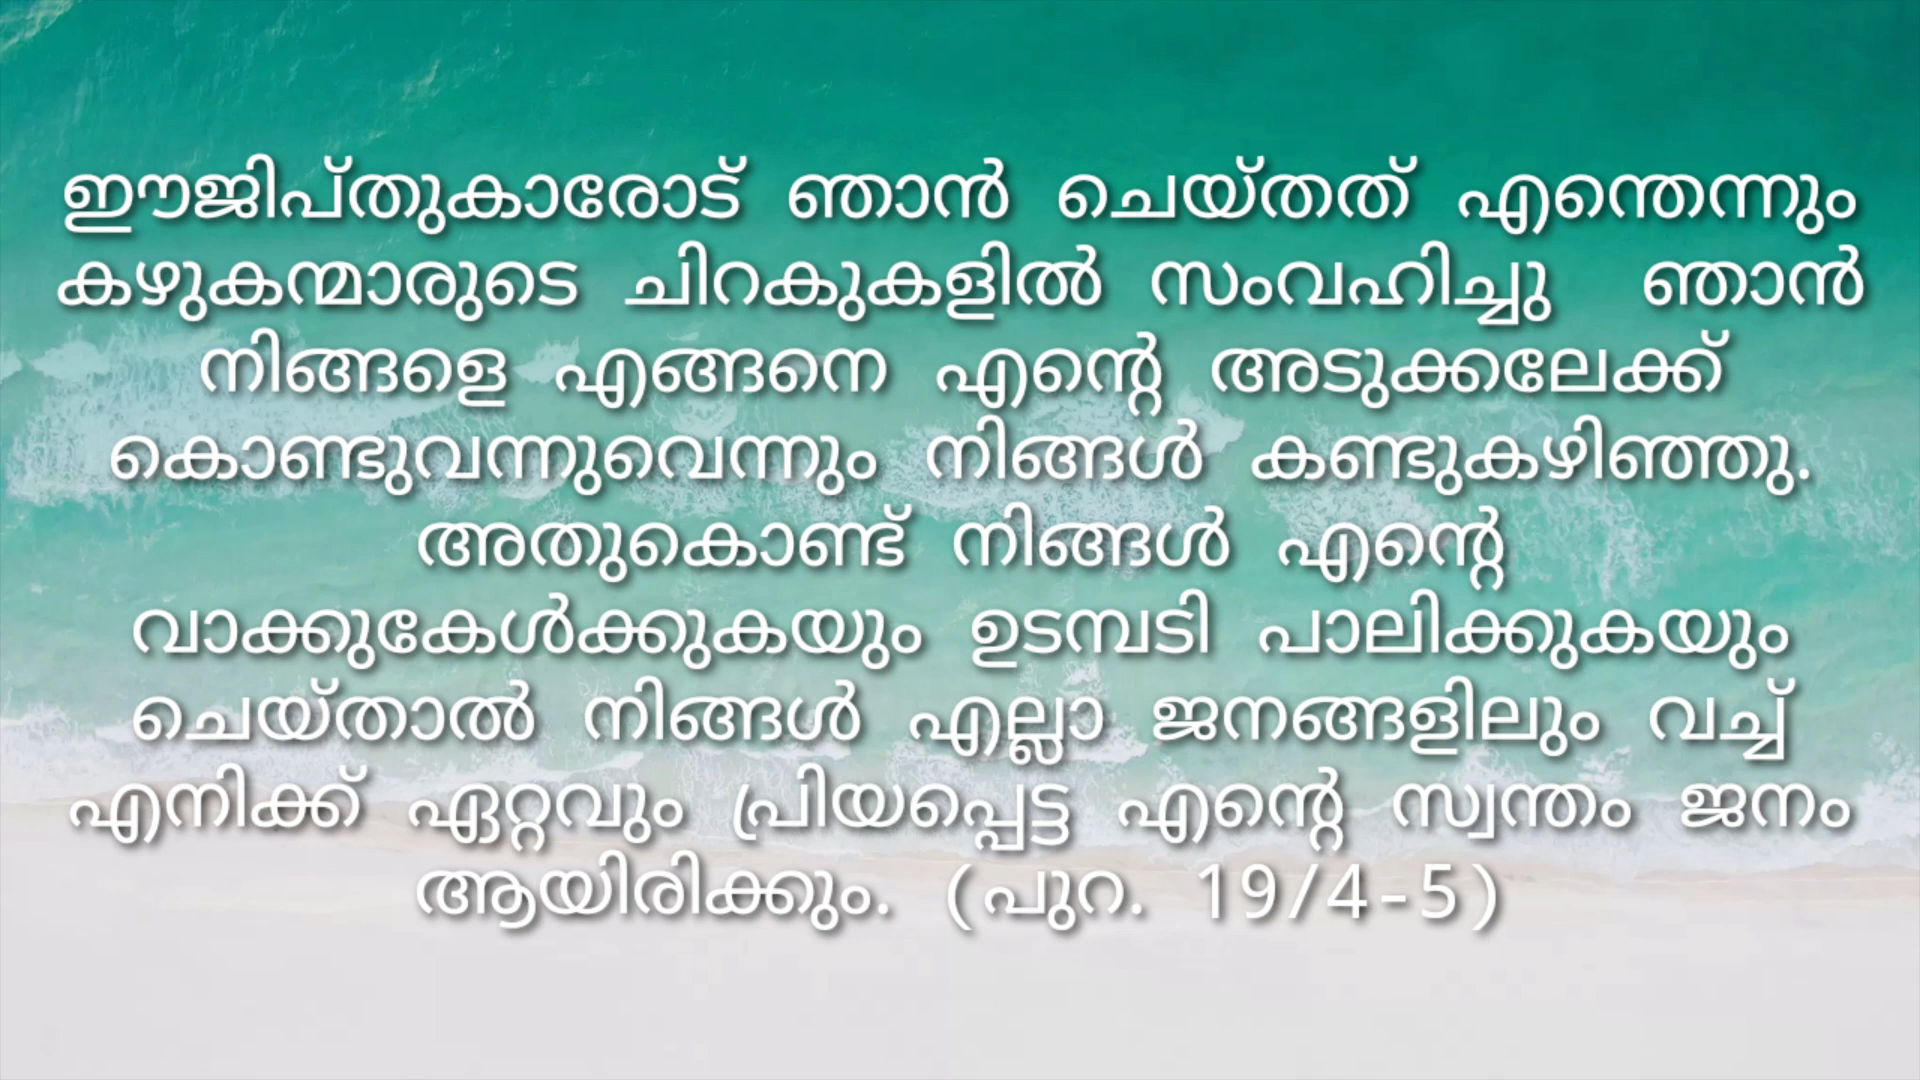 ഈജിപ്തുകാരോട് ഞാൻ ചെയ്തത് എന്തെന്നും
കഴുകന്മാരുടെ ചിറകുകളിൽ സംവഹിച്ചു ഞാൻ
നിങ്ങളെ എങ്ങനെ എന്റെ അടുക്കലേക്ക്
കൊണ്ടുവന്നുവെന്നും നിങ്ങൾ കണ്ടുകഴിഞ്ഞു.
അതുകൊണ്ട് നിങ്ങൾ എന്റെ
വാക്കുകേൾക്കുകയും ഉടമ്പടി പാലിക്കുകയും
ചെയ്താൽ നിങ്ങൾ എല്ലാ ജനങ്ങളിലും വച്ച്
എനിക്ക് ഏറ്റവും പ്രിയപ്പെട്ട എന്റെ സ്വന്തം ജനം
ആയിരിക്കും. (പുറ. 19/4-5)